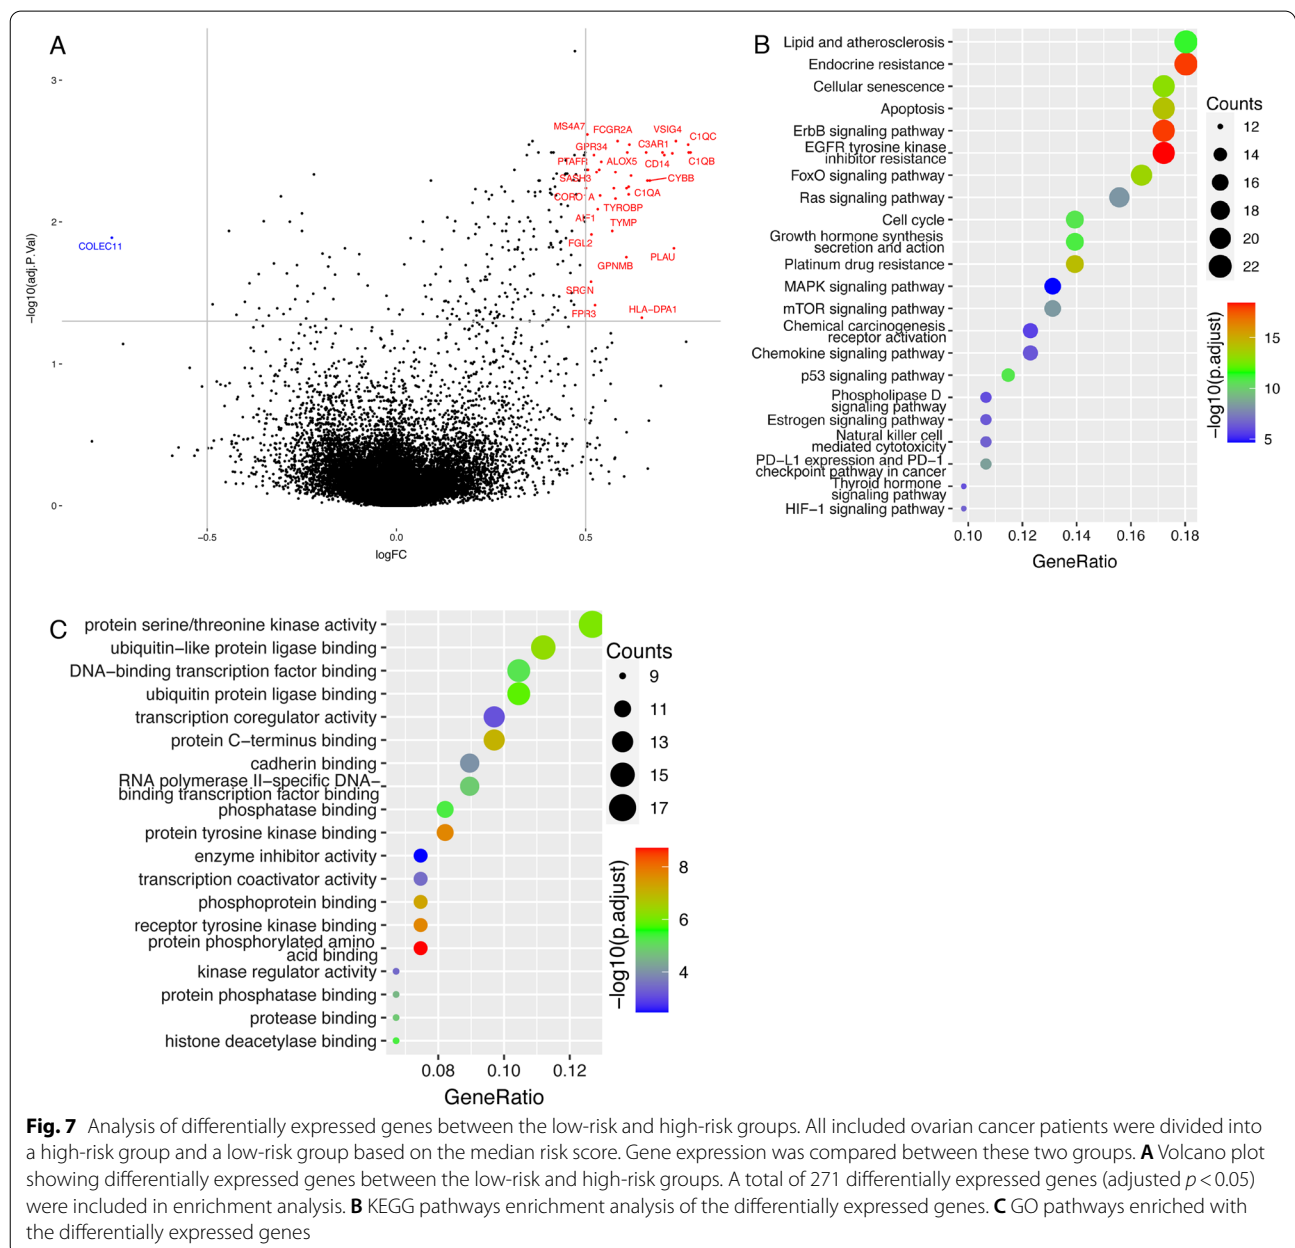 A
−log10(adj.P.Val)
3
2
1
0
−0.5
0.0
0.5
logFC
COLEC11
MS4A7
FCGR2A
VSIG4
C1QC
GPR34
C3AR1
PTAFR
ALOX5
CD14
C1QB
SASH3
CYBB
CORO1A
C1QA
TYROBP
AIF1
TYMP
FGL2
PLAU
GPNMB
SRGN
FPR3
HLA−DPA1
B
Lipid and atherosclerosis
Endocrine resistance
Cellular senescence
Apoptosis
ErbB signaling pathway
EGFR tyrosine kinase
inhibitor resistance
FoxO signaling pathway
Ras signaling pathway
Cell cycle
Growth hormone synthesis
secretion and action
Platinum drug resistance
MAPK signaling pathway
mTOR signaling pathway
Chemical carcinogenesis
receptor activation
Chemokine signaling pathway
p53 signaling pathway
Phospholipase D
signaling pathway
Estrogen signaling pathway
Natural killer cell
mediated cytotoxicity
PD−L1 expression and PD−1
checkpoint pathway in cancer
Thyroid hormone
signaling pathway
HIF−1 signaling pathway
0.10
0.12
0.14
0.16
0.18
GeneRatio
Counts
12
14
16
18
20
22
−log10(p.adjust)
15
10
5
C
protein serine/threonine kinase activity
ubiquitin−like protein ligase binding
DNA−binding transcription factor binding
ubiquitin protein ligase binding
transcription coregulator activity
protein C−terminus binding
cadherin binding
RNA polymerase II−specific DNA−
binding transcription factor binding
phosphatase binding
protein tyrosine kinase binding
enzyme inhibitor activity
transcription coactivator activity
phosphoprotein binding
receptor tyrosine kinase binding
protein phosphorylated amino
acid binding
kinase regulator activity
protein phosphatase binding
protease binding
histone deacetylase binding
0.08
0.10
0.12
GeneRatio
Counts
9
11
13
15
17
−log10(p.adjust)
8
6
4
Fig. 7 Analysis of differentially expressed genes between the low-risk and high-risk groups. All included ovarian cancer patients were divided into
a high-risk group and a low-risk group based on the median risk score. Gene expression was compared between these two groups. A Volcano plot
showing differentially expressed genes between the low-risk and high-risk groups. A total of 271 differentially expressed genes (adjusted p < 0.05)
were included in enrichment analysis. B KEGG pathways enrichment analysis of the differentially expressed genes. C GO pathways enriched with
the differentially expressed genes